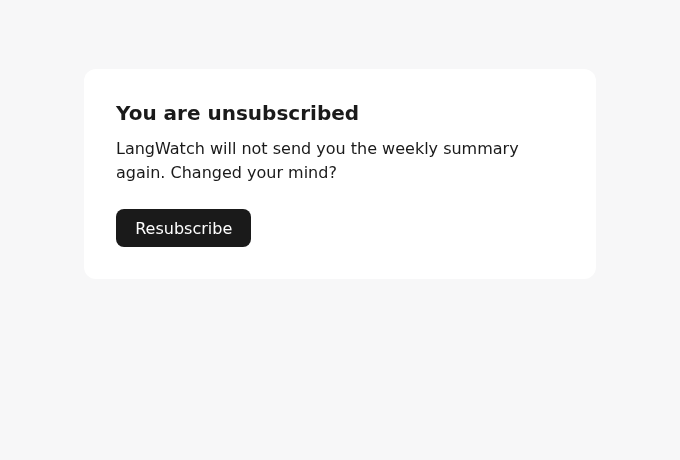 You are unsubscribed
LangWatch will not send you the weekly summary
again. Changed your mind?
Resubscribe